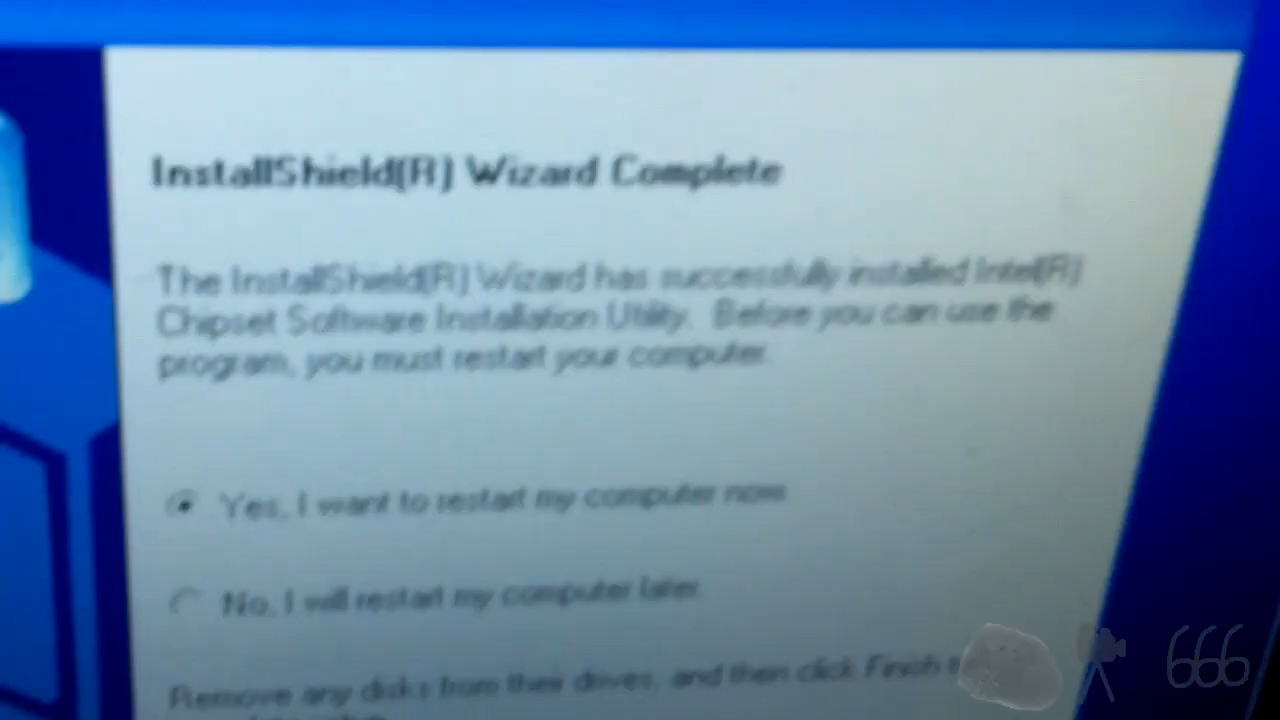 InstallShield(R) Wizard Complete
The InstallShield(R) Wizard has successfully installed Intel(R)
Chipset Software Installation Utility. Before you can use the
program, you must restart your computer.
Yes, I want to restart my computer now.
No, I will restart my computer later.
Remove any disks from their drives, and then click Finish
666